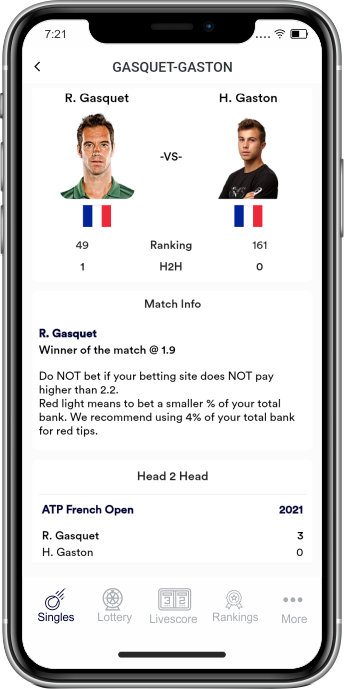 7:21
GASQUET-GASTON
R. Gasquet H. Gaston
-VS-
49 Ranking 161
1 H2H 0
Match Info
R. Gasquet
Winner of the match @ 1.9
Do NOT bet if your betting site does NOT pay
higher than 2.2.
Red light means to bet a smaller % of your total
bank. We recommend using 4% of your total bank
for red tips.
Head 2 Head
ATP French Open 2021
R. Gasquet 3
H. Gaston 0
32
Singles Lottery Livescore Rankings More